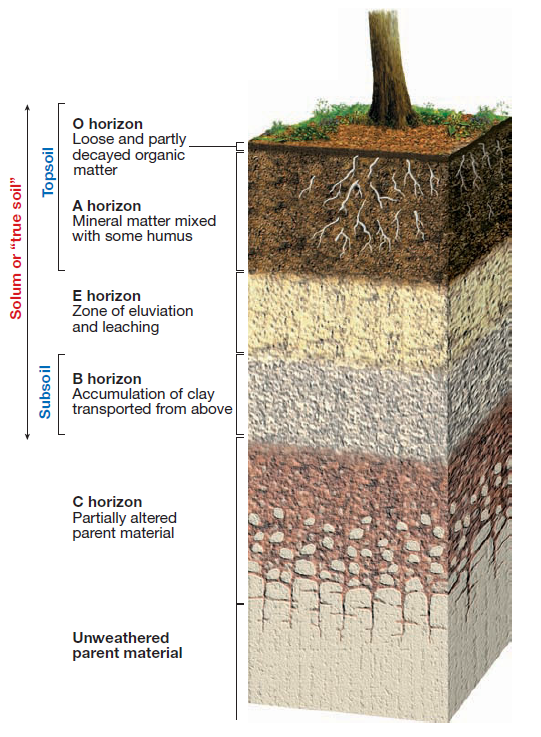 Solum or “true soil”
Topsoil
O horizon
Loose and partly
decayed organic
matter
A horizon
Mineral matter mixed
with some humus
E horizon
Zone of eluviation
and leaching
Subsoil
B horizon
Accumulation of clay
transported from above
C horizon
Partially altered
parent material
Unweathered
parent material